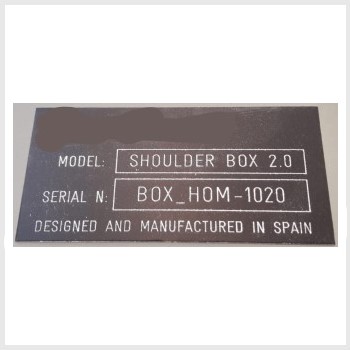 MODEL: SHOULDER BOX 2.0
SERIAL N: BOX_HOM-1020
DESIGNED AND MANUFACTURED IN SPAIN